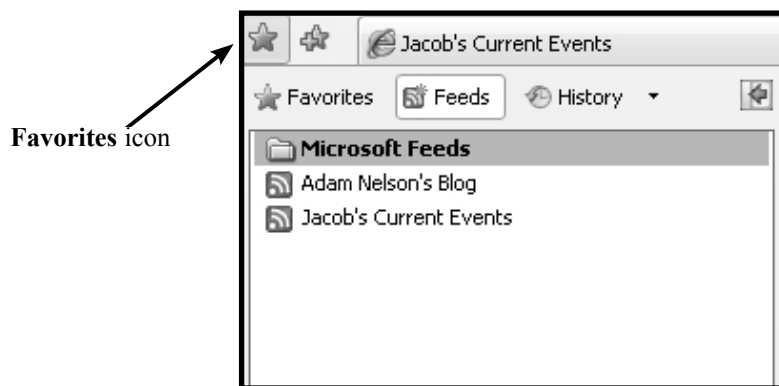 Jacob's Current Events
Favorites Feeds History
Favorites icon
Microsoft Feeds
Adam Nelson's Blog
Jacob's Current Events